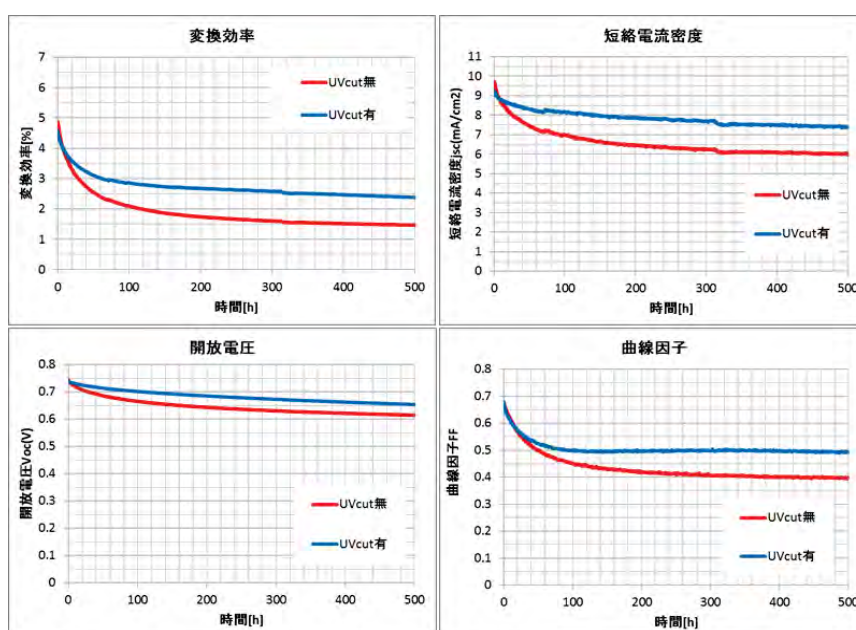 変換効率
7
6
5
4
3
2
1
0
変換効率[%]
UVcut無
UVcut有
0 100 200 300 400 500
時間[h]
短絡電流密度
11
10
9
8
7
6
5
4
3
2
1
0
短絡電流密度jsc(mA/cm2)
UVcut無
UVcut有
0 100 200 300 400 500
時間[h]
開放電圧
0.8
0.7
0.6
0.5
0.4
0.3
0.2
0.1
0
開放電圧Voc(V)
UVcut無
UVcut有
0 100 200 300 400 500
時間[h]
曲線因子
0.8
0.7
0.6
0.5
0.4
0.3
0.2
0.1
0
曲線因子FF
UVcut無
UVcut有
0 100 200 300 400 500
時間[h]